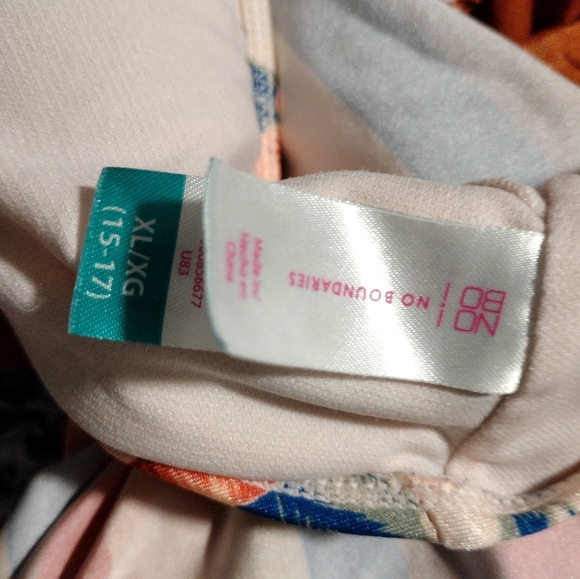 NO
BO
NO BOUNDARIES
Made in/
Hecho en
China
U83
XL/XG
(15-17)